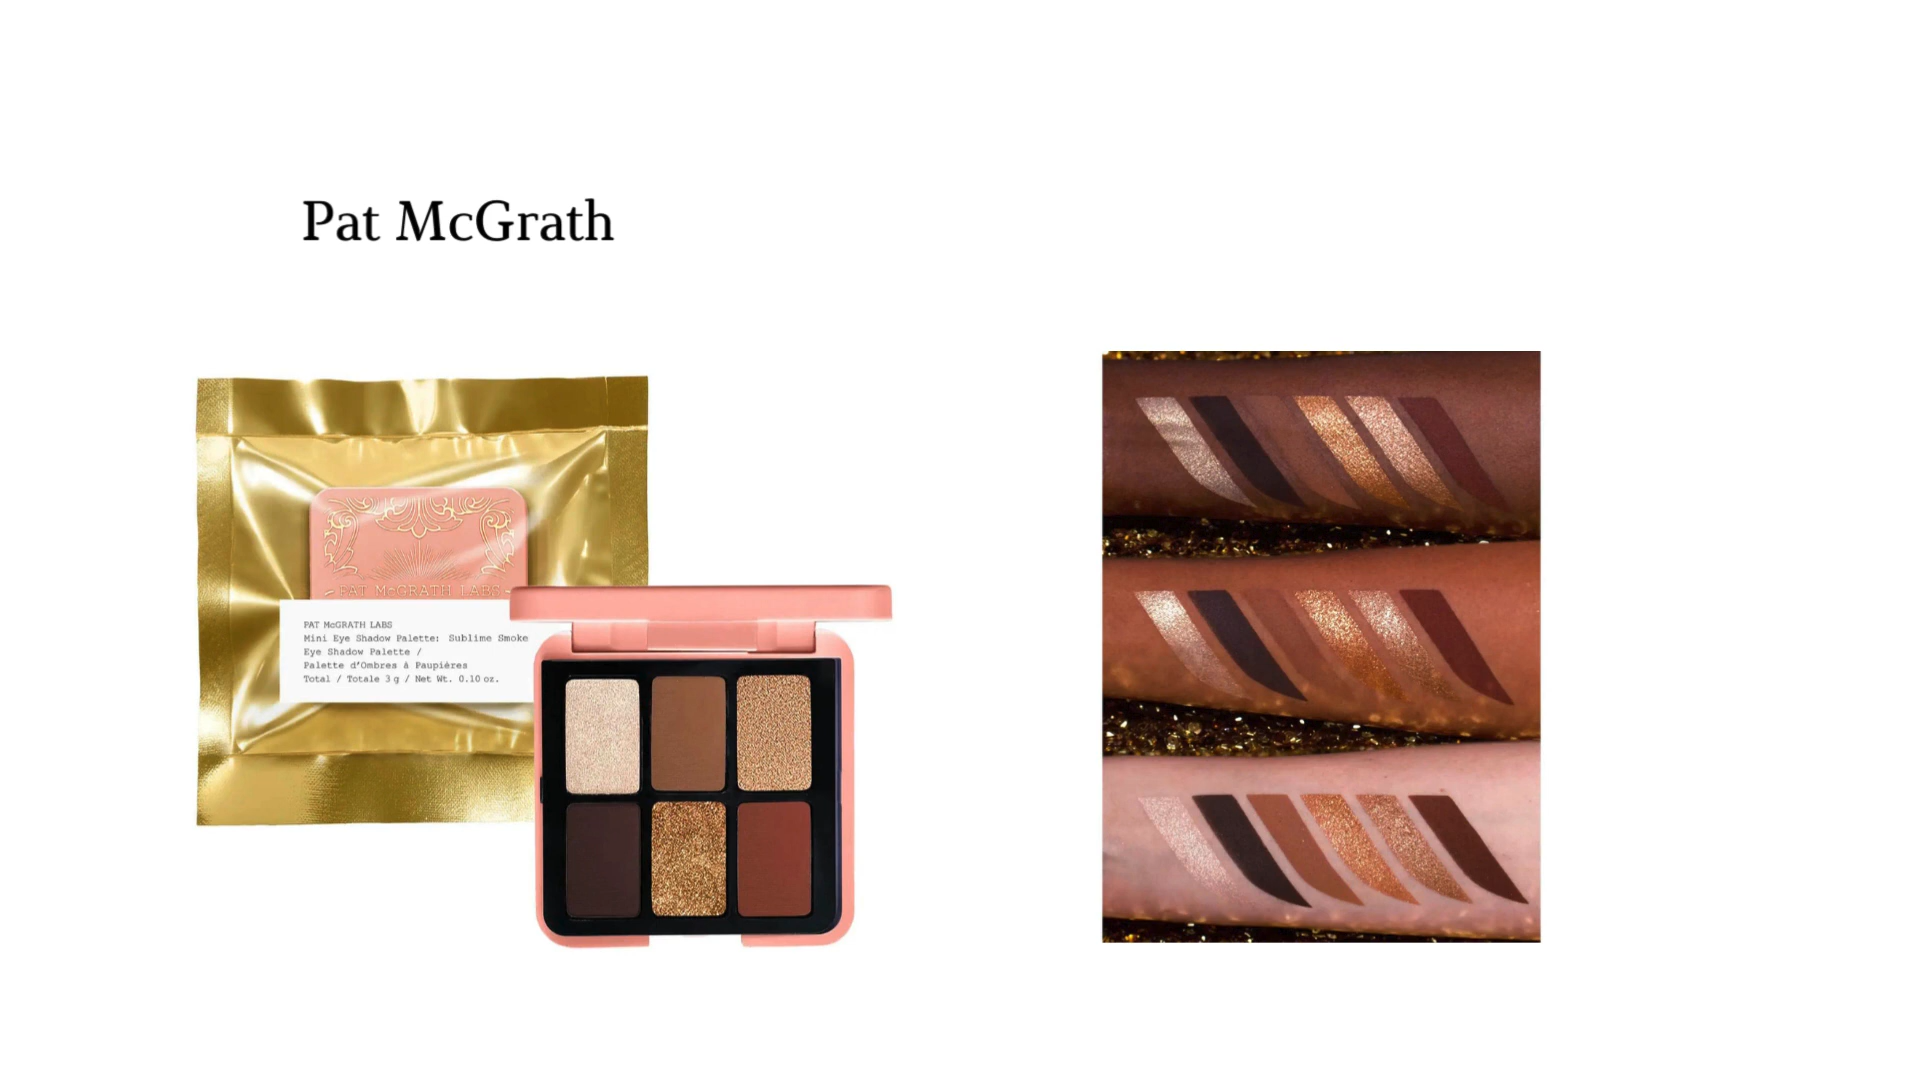 Pat McGrath
PAT McGRATH LABS
PAT McGRATH LABS
Mini Eye Shadow Palette: Sublime Smoke
Eye Shadow Palette /
Palette d'Ombres à Paupières
Total / Totale 3 g / Net Wt. 0.10 oz.